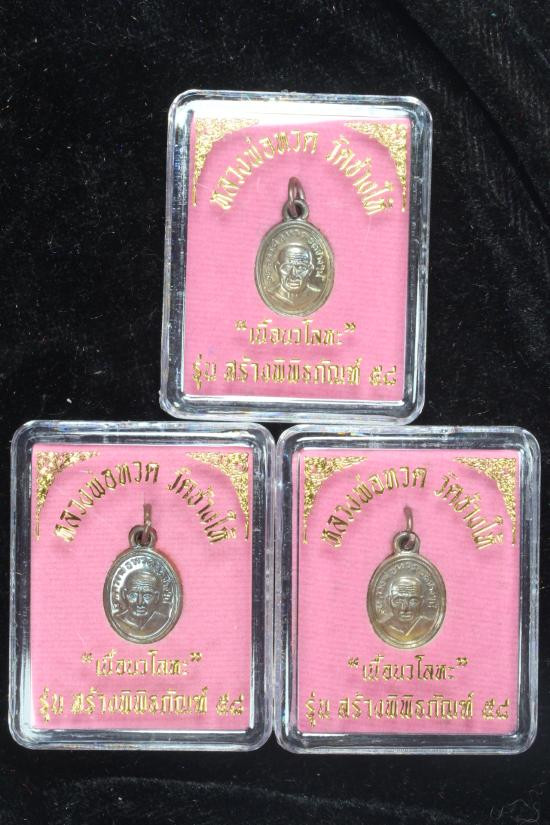 หลวงพ่อทวด วัดช้างให้
“เนื้อนวโลหะ”
รุ่น สร้างพิพิธภัณฑ์ ๕๔
หลวงพ่อทวด วัดช้างให้
“เนื้อนวโลหะ”
รุ่น สร้างพิพิธภัณฑ์ ๕๔
หลวงพ่อทวด วัดช้างให้
“เนื้อนวโลหะ”
รุ่น สร้างพิพิธภัณฑ์ ๕๔